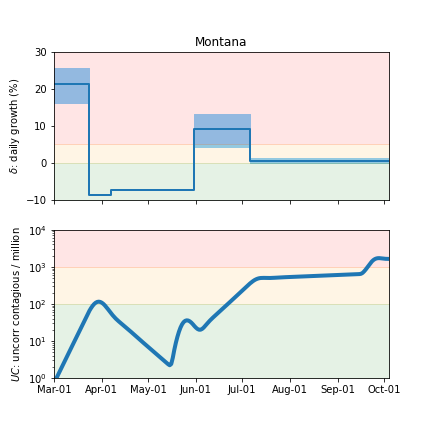 Montana
δ: daily growth (%)
30
20
10
0
−10
UC: uncorr contagious / million
10⁴
10³
10²
10¹
10⁰
Mar-01 Apr-01 May-01 Jun-01 Jul-01 Aug-01 Sep-01 Oct-01